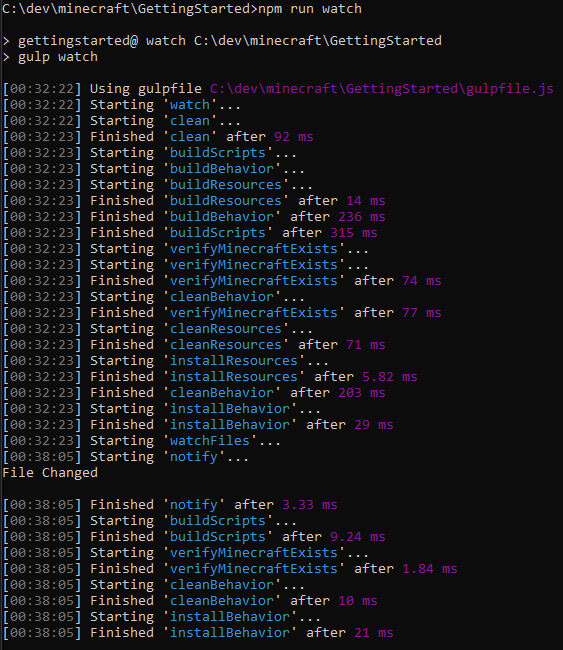 C:\dev\minecraft\GettingStarted>npm run watch
> gettingstarted@ watch C:\dev\minecraft\GettingStarted
> gulp watch
[00:32:22] Using gulpfile C:\dev\minecraft\GettingStarted\gulpfile.js
[00:32:22] Starting 'watch'...
[00:32:22] Starting 'clean'...
[00:32:23] Finished 'clean' after 92 ms
[00:32:23] Starting 'buildScripts'...
[00:32:23] Starting 'buildBehavior'...
[00:32:23] Starting 'buildResources'...
[00:32:23] Finished 'buildResources' after 14 ms
[00:32:23] Finished 'buildBehavior' after 236 ms
[00:32:23] Finished 'buildScripts' after 315 ms
[00:32:23] Starting 'verifyMinecraftExists'...
[00:32:23] Starting 'verifyMinecraftExists'...
[00:32:23] Finished 'verifyMinecraftExists' after 74 ms
[00:32:23] Starting 'cleanBehavior'...
[00:32:23] Finished 'verifyMinecraftExists' after 77 ms
[00:32:23] Starting 'cleanResources'...
[00:32:23] Finished 'cleanResources' after 71 ms
[00:32:23] Starting 'installResources'...
[00:32:23] Finished 'installResources' after 5.82 ms
[00:32:23] Finished 'cleanBehavior' after 203 ms
[00:32:23] Starting 'installBehavior'...
[00:32:23] Finished 'installBehavior' after 29 ms
[00:32:23] Starting 'watchFiles'...
[00:38:05] Starting 'notify'...
File Changed
[00:38:05] Finished 'notify' after 3.33 ms
[00:38:05] Starting 'buildScripts'...
[00:38:05] Finished 'buildScripts' after 9.24 ms
[00:38:05] Starting 'verifyMinecraftExists'...
[00:38:05] Finished 'verifyMinecraftExists' after 1.84 ms
[00:38:05] Starting 'cleanBehavior'...
[00:38:05] Finished 'cleanBehavior' after 10 ms
[00:38:05] Starting 'installBehavior'...
[00:38:05] Finished 'installBehavior' after 21 ms